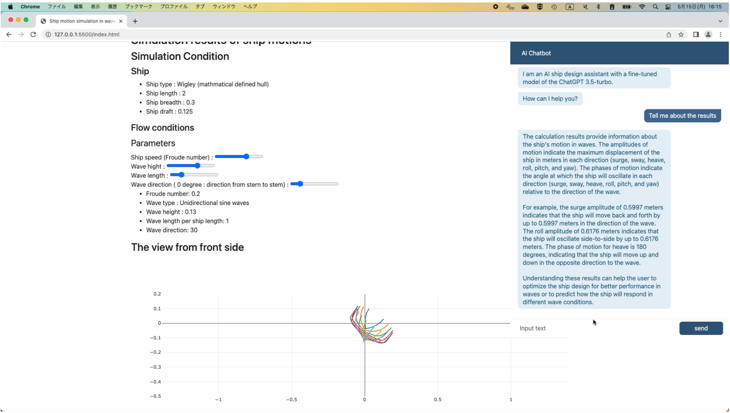 Chrome ファイル 編集 表示 履歴 ブックマーク プロファイル タブ ウィンドウ ヘルプ
A
5月15日(月) 16:15
Ship motion simulation in wav
127.0.0.1:5500/index.html
Simulation results of ship motions
Simulation Condition
Ship
Ship type : Wigley (mathmatical defined hull)
Ship length : 2
Ship breadth : 0.3
Ship draft : 0.125
Flow conditions
Parameters
Ship speed (Froude number) :
Wave hight :
Wave length :
Wave direction ( 0 degree : direction from stern to stem) :
Froude number: 0.2
Wave type : Unidirectional sine waves
Wave height : 0.13
Wave length per ship length: 1
Wave direction: 30
The view from front side
0.2
0.1
0
−0.1
−0.2
−0.3
−0.4
−0.5
−1
−0.5
0
0.5
1
AI Chatbot
I am an AI ship design assistant with a fine-tuned
model of the ChatGPT 3.5-turbo.
How can I help you?
Tell me about the results
The calculation results provide information about
the ship's motion in waves. The amplitudes of
motion indicate the maximum displacement of the
ship in meters in each direction (surge, sway, heave,
roll, pitch, and yaw). The phases of motion indicate
the angle at which the ship will oscillate in each
direction (surge, sway, heave, roll, pitch, and yaw)
relative to the direction of the wave.
For example, the surge amplitude of 0.5997 meters
indicates that the ship will move back and forth by
up to 0.5997 meters in the direction of the wave.
The roll amplitude of 0.6176 meters indicates that
the ship will oscillate side-to-side by up to 0.6176
meters. The phase of motion for heave is 180
degrees, indicating that the ship will move up and
down in the opposite direction to the wave.
Understanding these results can help the user to
optimize the ship design for better performance in
waves or to predict how the ship will respond in
different wave conditions.
Input text
send